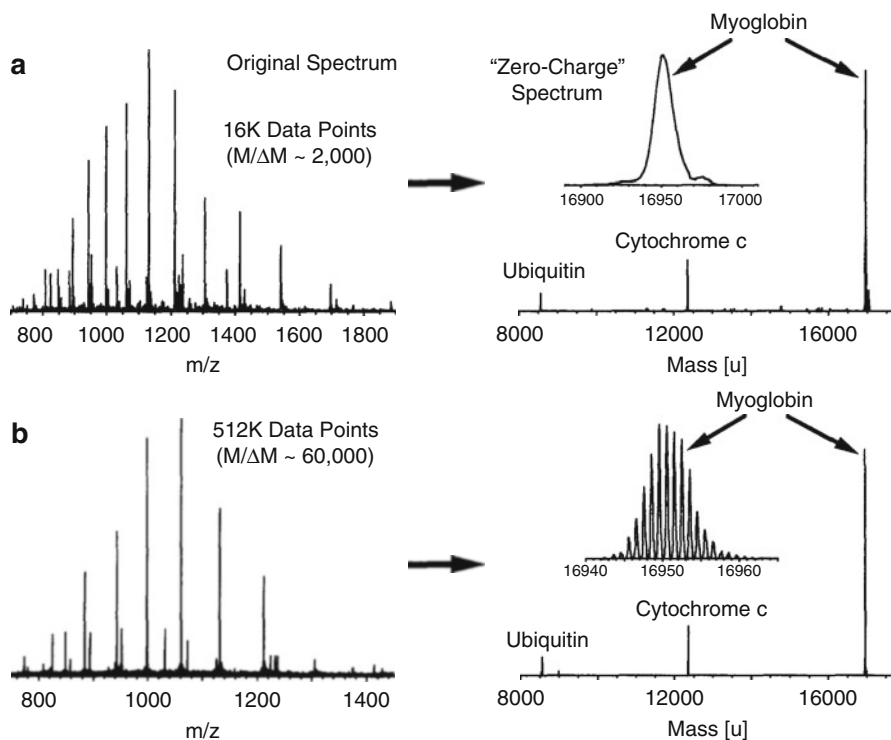 a
Original Spectrum
16K Data Points
(M/ΔM ~ 2,000)
800 1000 1200 1400 1600 1800
m/z
Myoglobin
“Zero-Charge”
Spectrum
16900 16950 17000
Cytochrome c
Ubiquitin
8000 12000 16000
Mass [u]
b
512K Data Points
(M/ΔM ~ 60,000)
800 1000 1200 1400
m/z
Myoglobin
16940 16950 16960
Cytochrome c
Ubiquitin
8000 12000 16000
Mass [u]